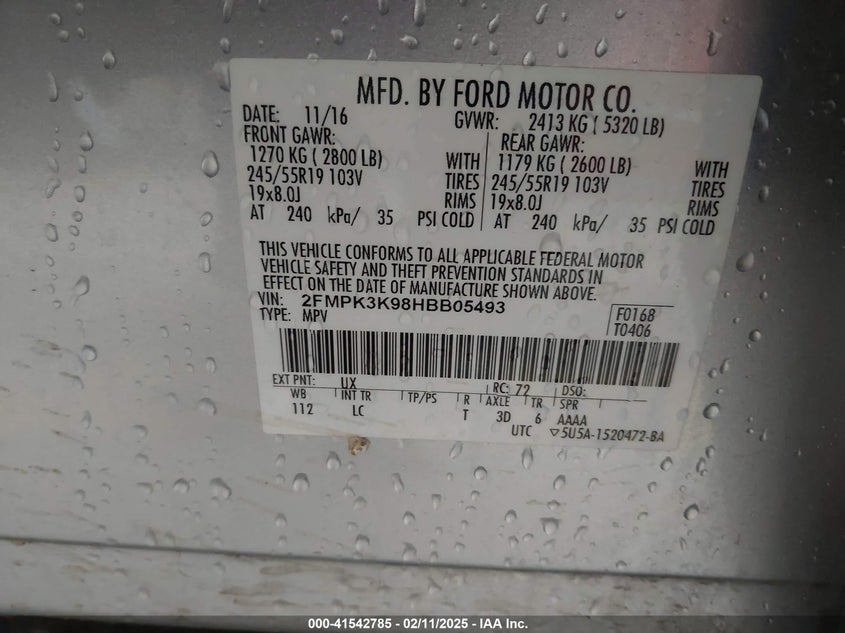 MFD. BY FORD MOTOR CO.
DATE: 11/16 GVWR: 2413 KG ( 5320 LB)
FRONT GAWR: REAR GAWR:
1270 KG ( 2800 LB) WITH 1179 KG ( 2600 LB) WITH
245/55R19 103V TIRES 245/55R19 103V TIRES
19x8.0J RIMS 19x8.0J RIMS
AT 240 kPa/ 35 PSI COLD AT 240 kPa/ 35 PSI COLD
THIS VEHICLE CONFORMS TO ALL APPLICABLE FEDERAL MOTOR
VEHICLE SAFETY AND THEFT PREVENTION STANDARDS IN
EFFECT ON THE DATE OF MANUFACTURE SHOWN ABOVE.
VIN: 2FMPK3K98HBB05493 F0168
TYPE: MPV T0406
EXT PNT: UX RC: 72 DSO:
WB INT TR TP/PS R AXLE TR SPR
112 LC T 3D 6 AAAA
UTC ▽5U5A-1520472-BA
000-41542785 - 02/11/2025 - IAA Inc.